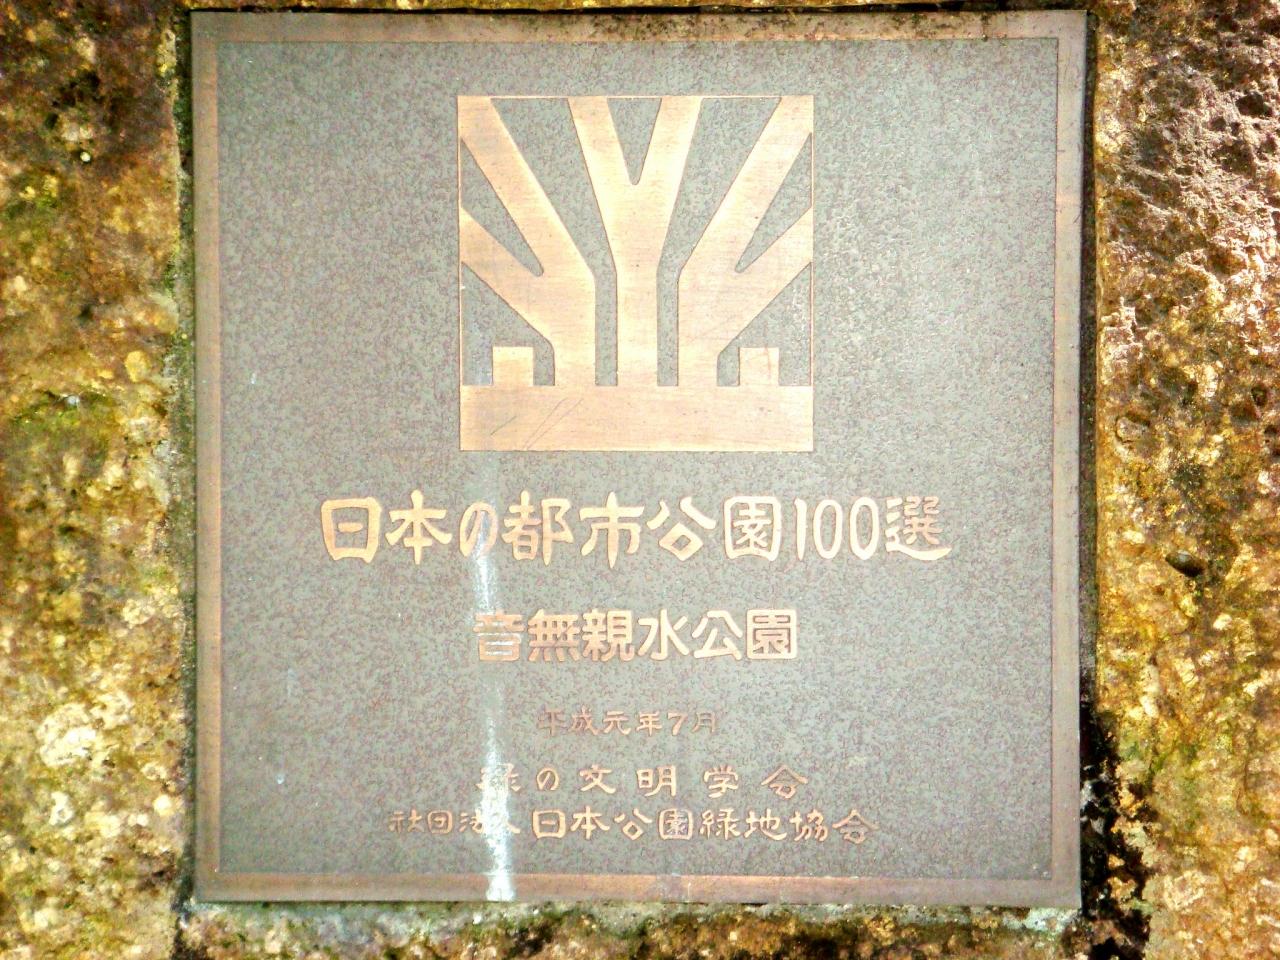 日本の都市公園100選
音無親水公園
平成元年7月
緑の文明学会
社団法人日本公園緑地協会